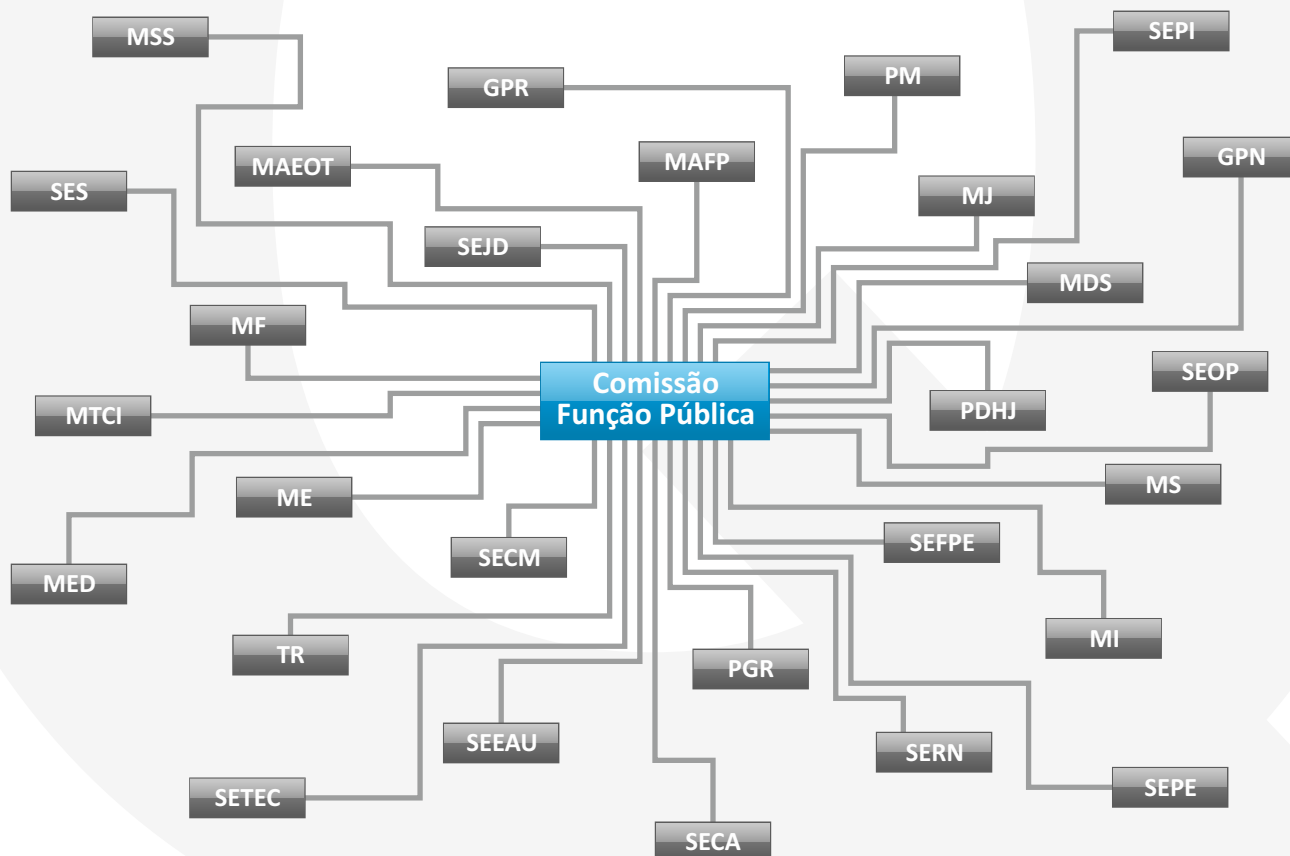 MSS
SEPI
GPR
PM
MAEOT
MAFP
GPN
SES
MJ
SEJD
MDS
MF
Comissão
Função Pública
SEOP
MTCI
PDHJ
ME
MS
SECM
SEFPE
MED
TR
PGR
MI
SEEAU
SERN
SETEC
SEPE
SECA